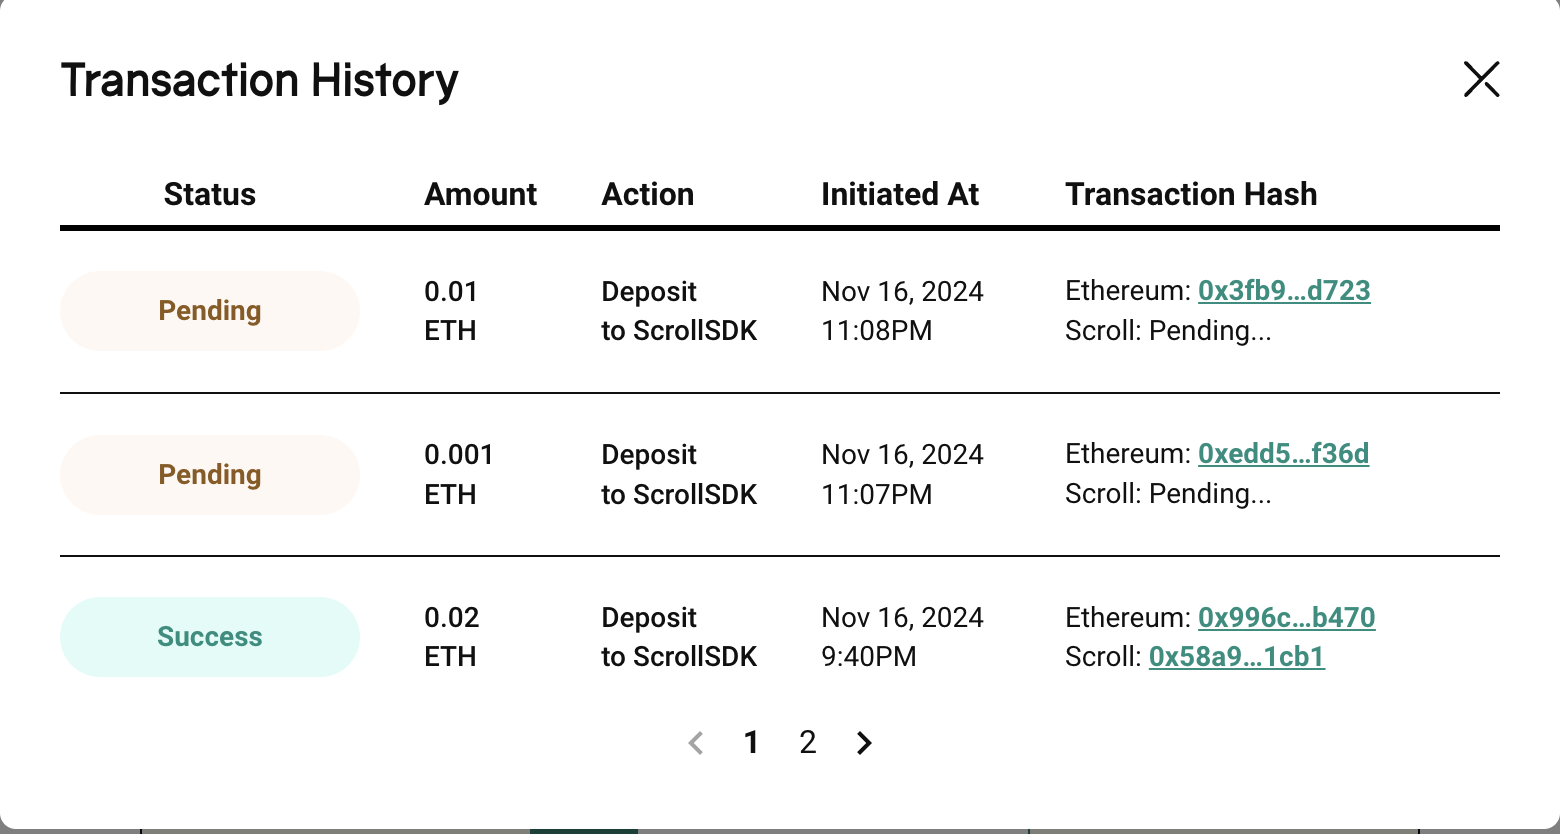 Transaction History
Status Amount Action Initiated At Transaction Hash
Pending
0.01
ETH
Deposit
to ScrollSDK
Nov 16, 2024
11:08PM
Ethereum: 0x3fb9...d723
Scroll: Pending...
Pending
0.001
ETH
Deposit
to ScrollSDK
Nov 16, 2024
11:07PM
Ethereum: 0xedd5...f36d
Scroll: Pending...
Success
0.02
ETH
Deposit
to ScrollSDK
Nov 16, 2024
9:40PM
Ethereum: 0x996c...b470
Scroll: 0x58a9...1cb1
1 2